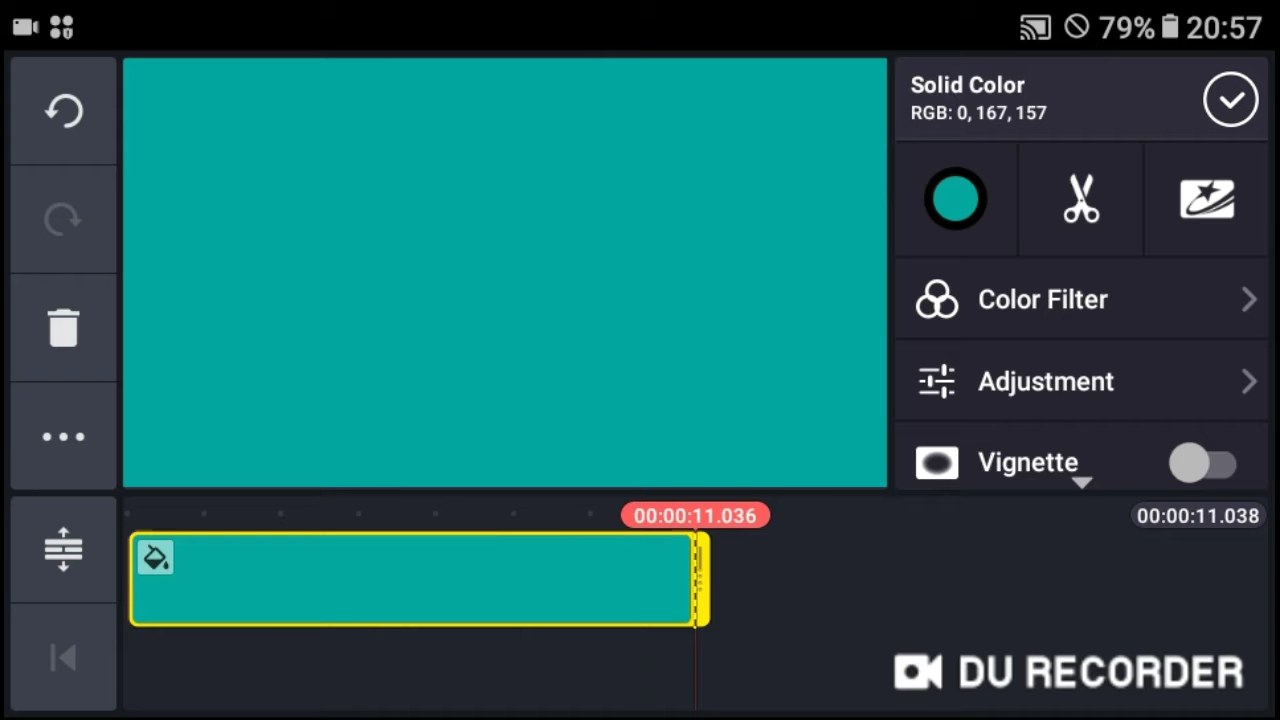 79% 20:57
Solid Color
RGB: 0, 167, 157
Color Filter
Adjustment
Vignette
00:00:11.036
00:00:11.038
DU RECORDER